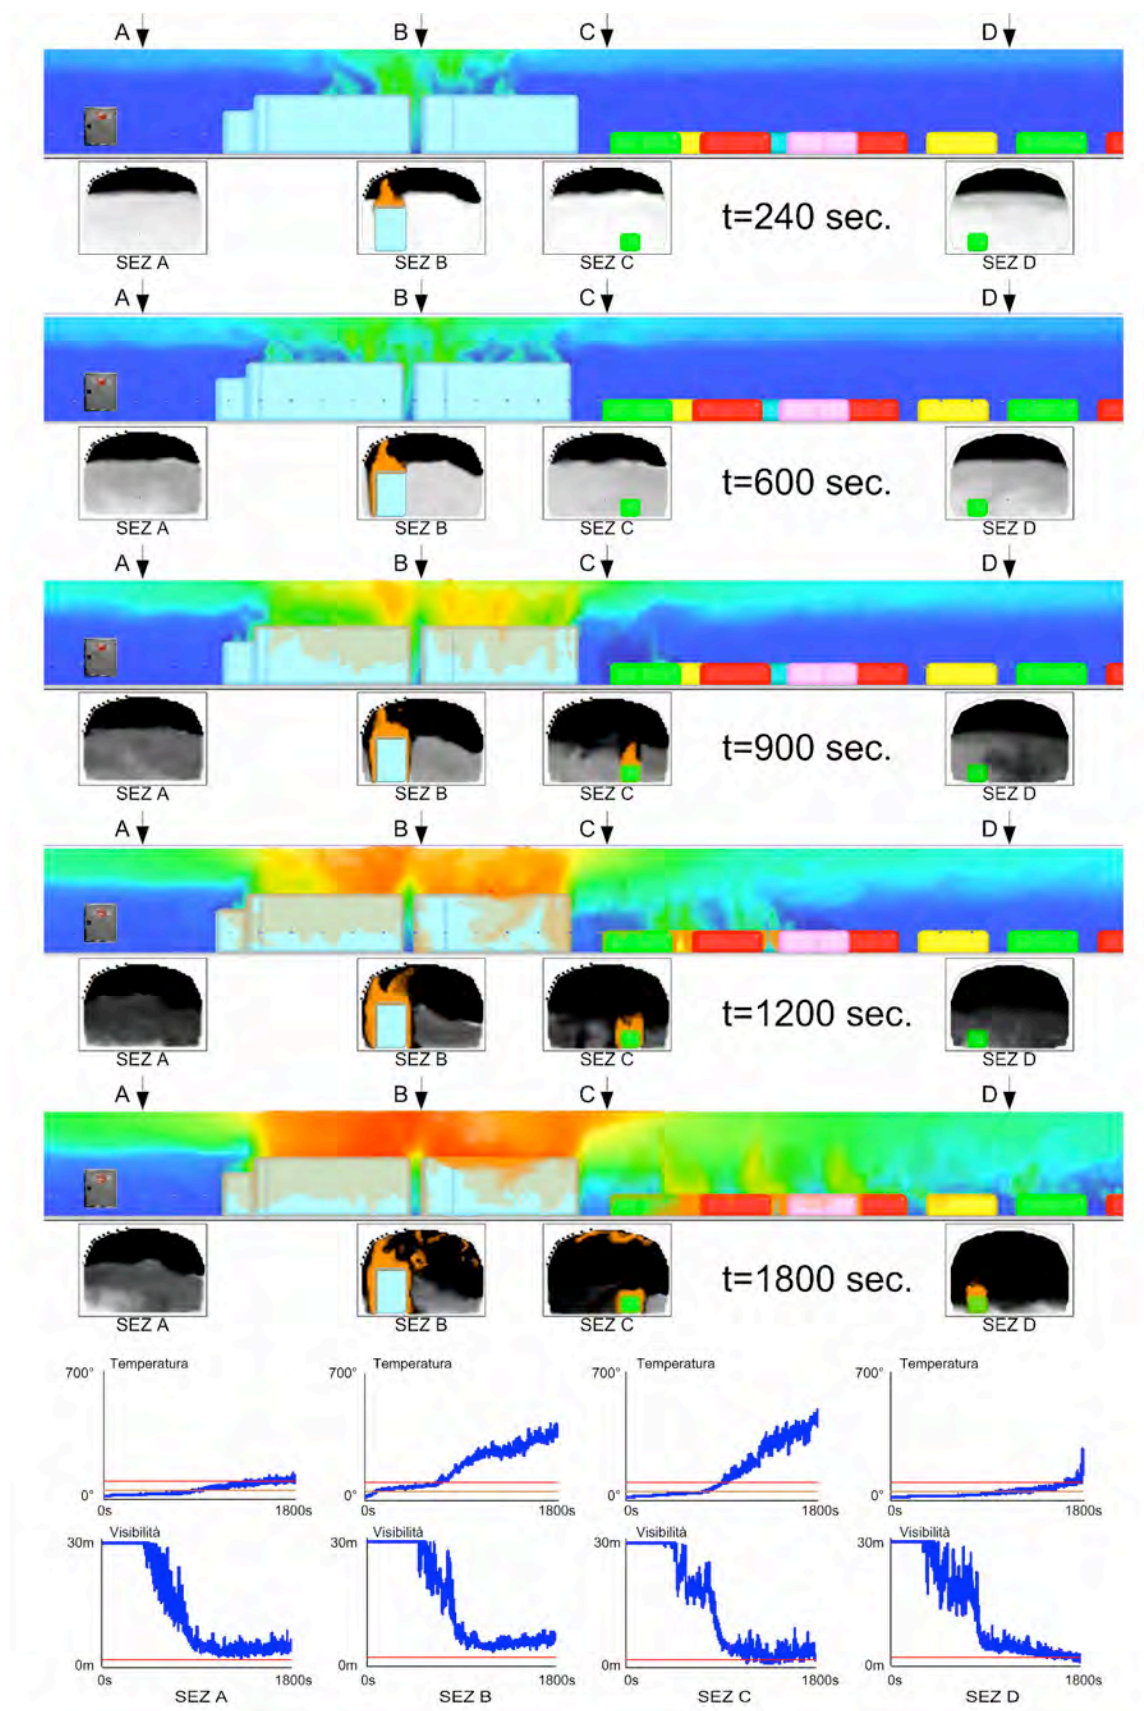 A B C D
SEZ A SEZ B SEZ C t=240 sec. SEZ D
A B C D
SEZ A SEZ B SEZ C t=600 sec. SEZ D
A B C D
SEZ A SEZ B SEZ C t=900 sec. SEZ D
A B C D
SEZ A SEZ B SEZ C t=1200 sec. SEZ D
A B C D
SEZ A SEZ B SEZ C t=1800 sec. SEZ D
Temperatura Temperatura Temperatura Temperatura
700° 700° 700° 700°
0° 0° 0° 0°
0s 1800s 0s 1800s 0s 1800s 0s 1800s
Visibilità Visibilità Visibilità Visibilità
30m 30m 30m 30m
0m 0m 0m 0m
0s 1800s 0s 1800s 0s 1800s 0s 1800s
SEZ A SEZ B SEZ C SEZ D